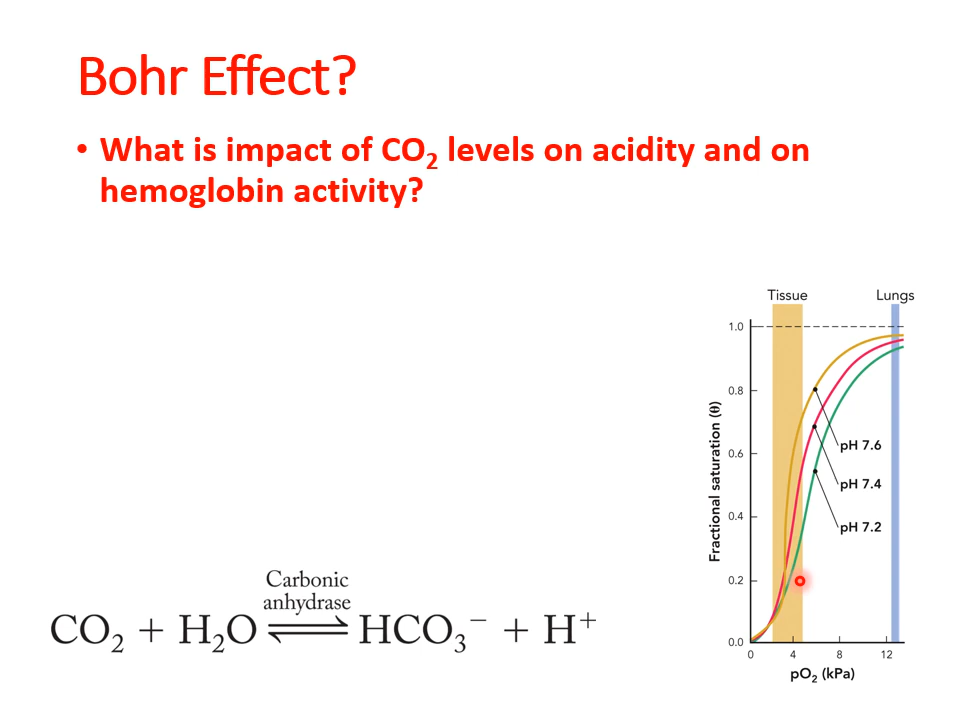 Bohr Effect?
• What is impact of CO₂ levels on acidity and on
hemoglobin activity?
Tissue Lungs
1.0
0.8
0.6
0.4
0.2
0.0
Fractional saturation (θ)
pH 7.6
pH 7.4
pH 7.2
0 4 8 12
pO₂ (kPa)
Carbonic
anhydrase
CO₂ + H₂O ⇌ HCO₃⁻ + H⁺